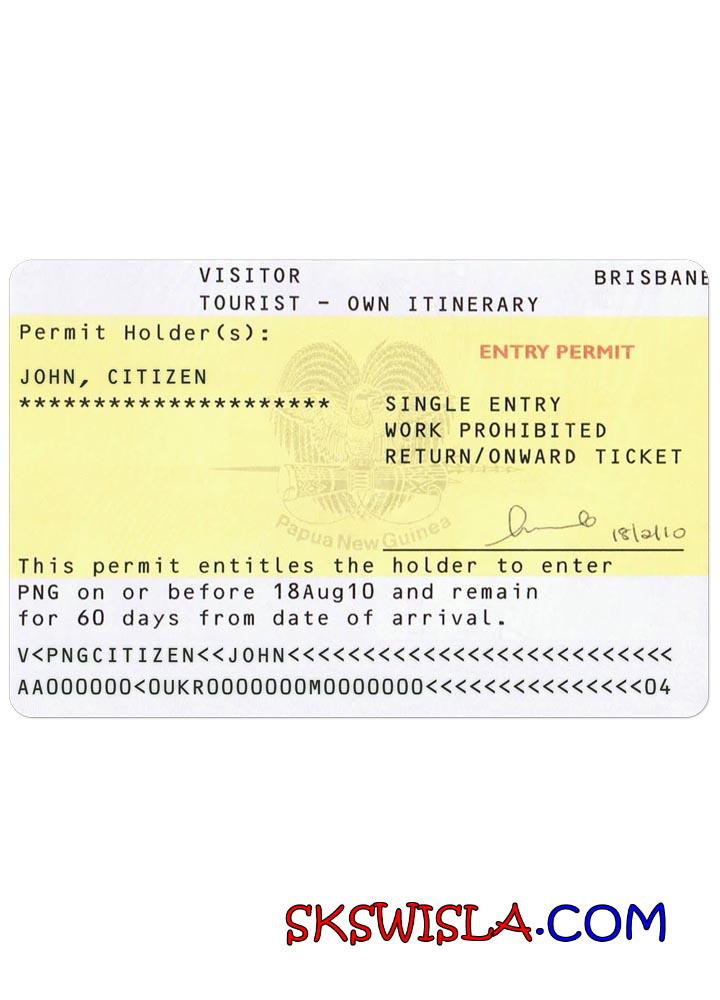 VISITOR BRISBANE
TOURIST - OWN ITINERARY
Permit Holder(s):
ENTRY PERMIT
JOHN, CITIZEN
********************* SINGLE ENTRY
WORK PROHIBITED
RETURN/ONWARD TICKET
Papua New Guinea
18/2/10
This permit entitles the holder to enter
PNG on or before 18Aug10 and remain
for 60 days from date of arrival.
V<PNGCITIZEN<<JOHN<<<<<<<<<<<<<<<<<<<<<<<<<<
AA000000<0UKR0000000M0000000<<<<<<<<<<<<<<04
SKSWISLA.COM